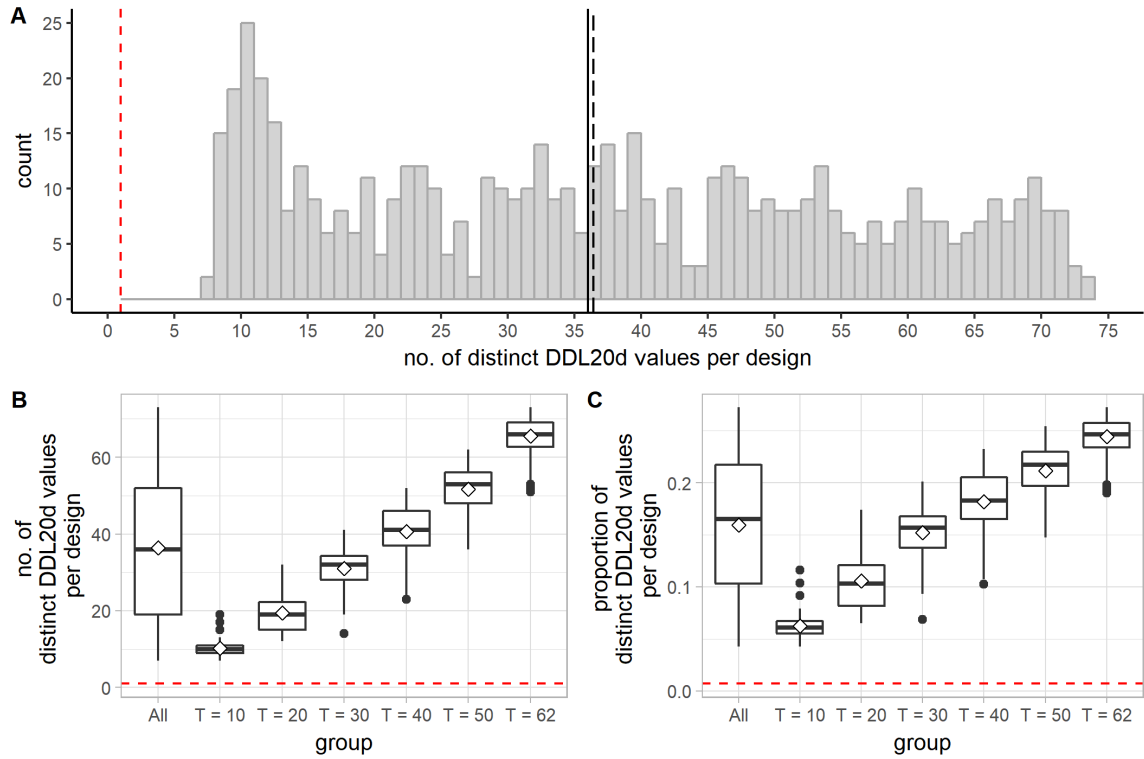 A
25
20
15
10
5
0
count
0 5 10 15 20 25 30 35 40 45 50 55 60 65 70 75
no. of distinct DDL20d values per design
B
no. of
distinct DDL20d values
per design
60
40
20
0
All T = 10 T = 20 T = 30 T = 40 T = 50 T = 62
group
C
proportion of
distinct DDL20d values
per design
0.2
0.1
0.0
All T = 10 T = 20 T = 30 T = 40 T = 50 T = 62
group